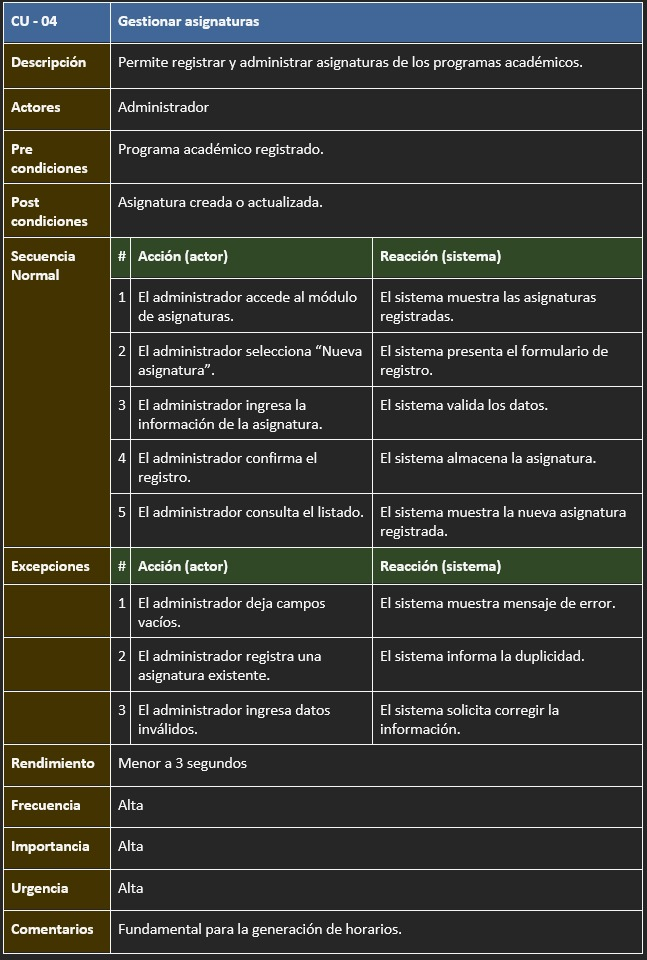 CU - 04 Gestionar asignaturas
Descripción Permite registrar y administrar asignaturas de los programas académicos.
Actores Administrador
Pre
condiciones Programa académico registrado.
Post
condiciones Asignatura creada o actualizada.
Secuencia
Normal
# Acción (actor) Reacción (sistema)
1 El administrador accede al módulo
de asignaturas.
El sistema muestra las asignaturas
registradas.
2 El administrador selecciona “Nueva
asignatura”.
El sistema presenta el formulario de
registro.
3 El administrador ingresa la
información de la asignatura.
El sistema valida los datos.
4 El administrador confirma el
registro.
El sistema almacena la asignatura.
5 El administrador consulta el listado.
El sistema muestra la nueva asignatura
registrada.
Excepciones # Acción (actor) Reacción (sistema)
1 El administrador deja campos
vacíos.
El sistema muestra mensaje de error.
2 El administrador registra una
asignatura existente.
El sistema informa la duplicidad.
3 El administrador ingresa datos
inválidos.
El sistema solicita corregir la
información.
Rendimiento Menor a 3 segundos
Frecuencia Alta
Importancia Alta
Urgencia Alta
Comentarios Fundamental para la generación de horarios.